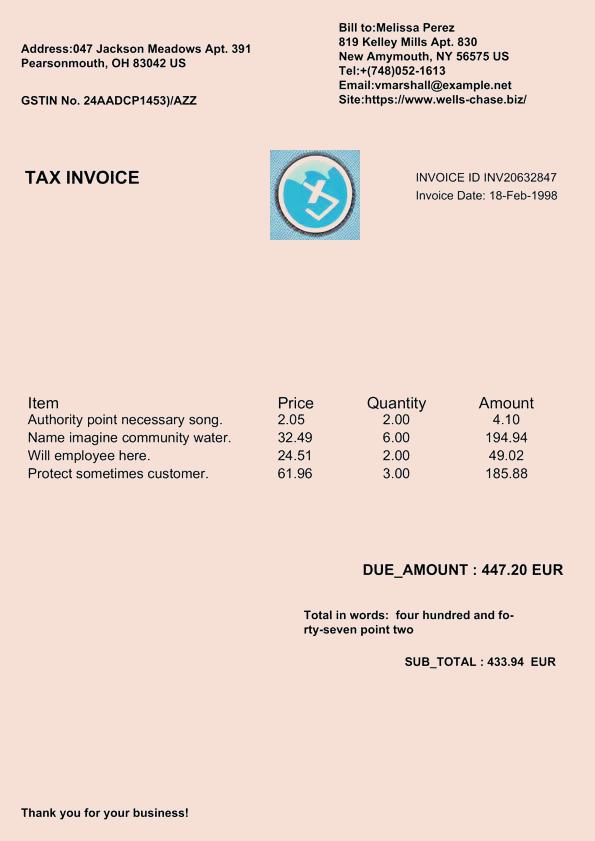 Address:047 Jackson Meadows Apt. 391
Pearsonmouth, OH 83042 US
GSTIN No. 24AADCP1453)/AZZ
Bill to:Melissa Perez
819 Kelley Mills Apt. 830
New Amymouth, NY 56575 US
Tel:+(748)052-1613
Email:vmarshall@example.net
Site:https://www.wells-chase.biz/
TAX INVOICE
INVOICE ID INV20632847
Invoice Date: 18-Feb-1998
Item Price Quantity Amount
Authority point necessary song. 2.05 2.00 4.10
Name imagine community water. 32.49 6.00 194.94
Will employee here. 24.51 2.00 49.02
Protect sometimes customer. 61.96 3.00 185.88
DUE_AMOUNT : 447.20 EUR
Total in words: four hundred and fo-
rty-seven point two
SUB_TOTAL : 433.94 EUR
Thank you for your business!